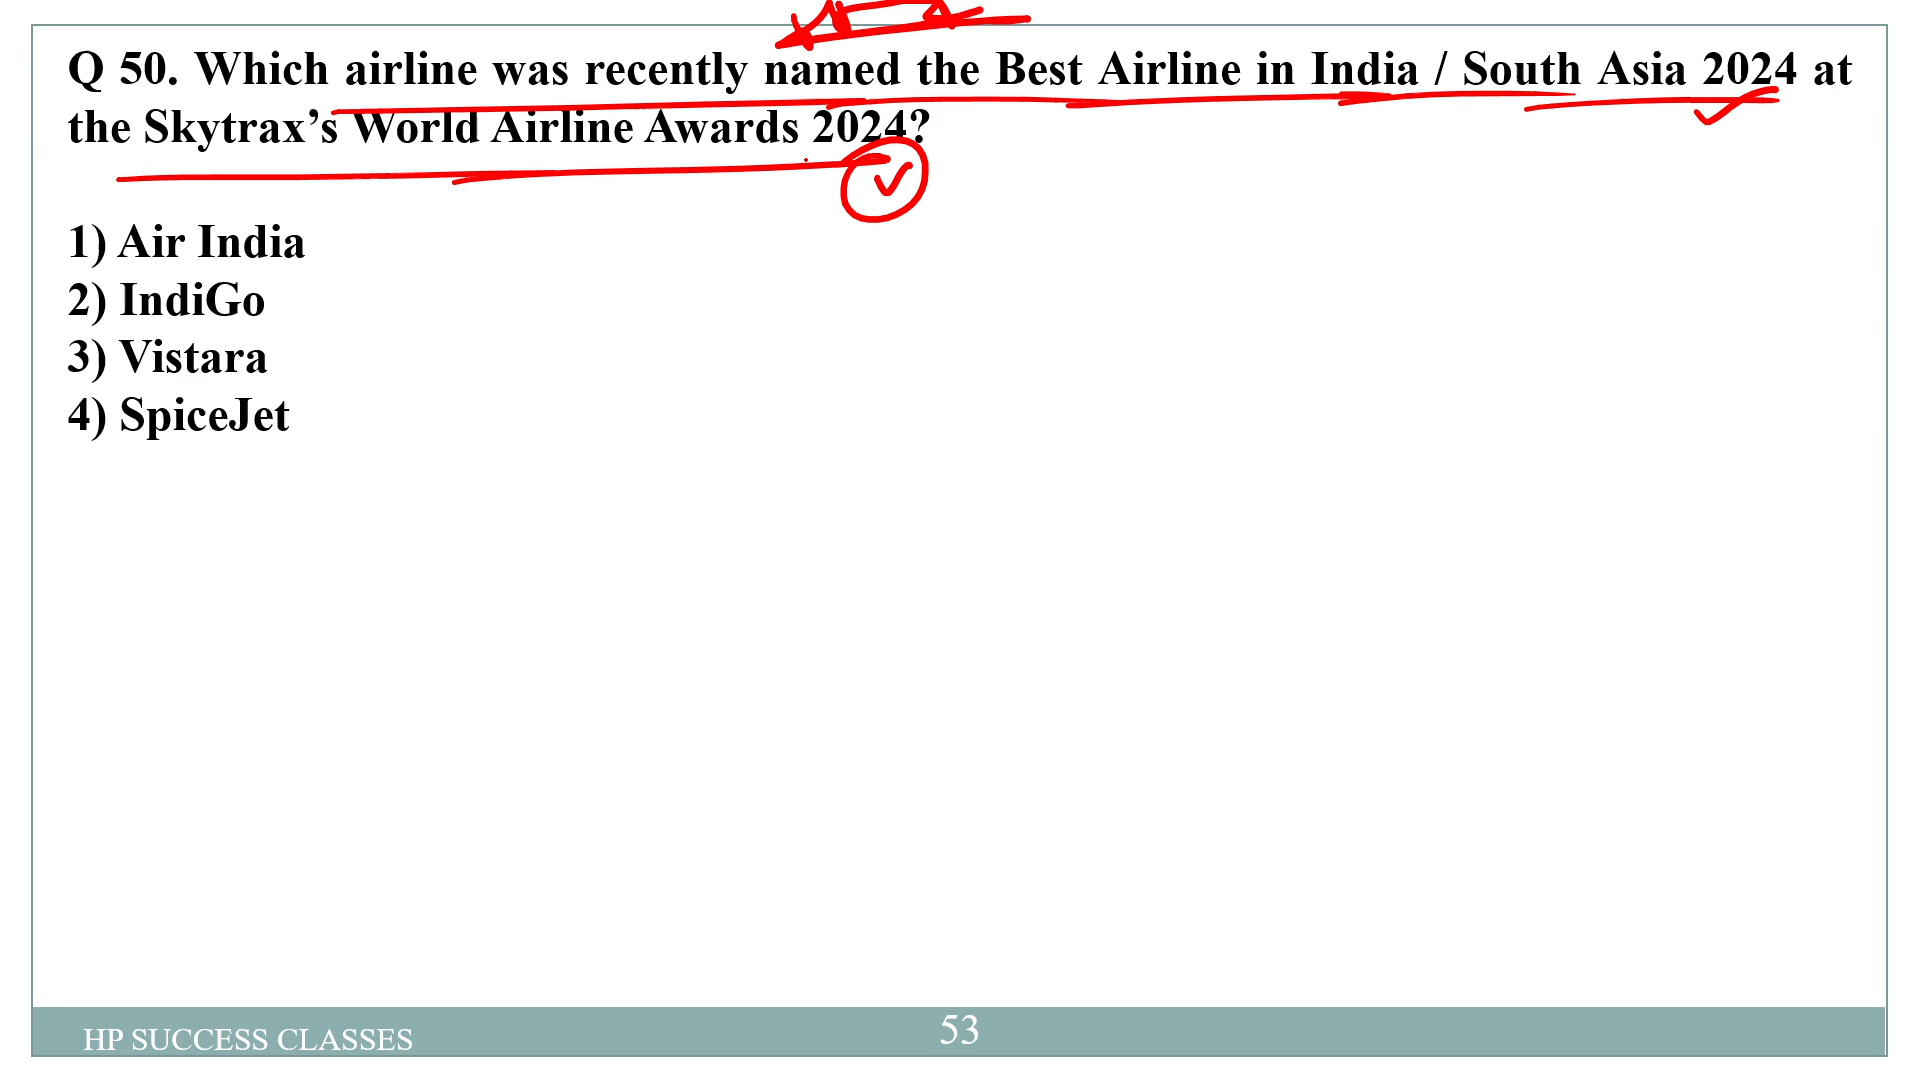 Q 50. Which airline was recently named the Best Airline in India / South Asia 2024 at
the Skytrax’s World Airline Awards 2024?
1) Air India
2) IndiGo
3) Vistara
4) SpiceJet
HP SUCCESS CLASSES
53